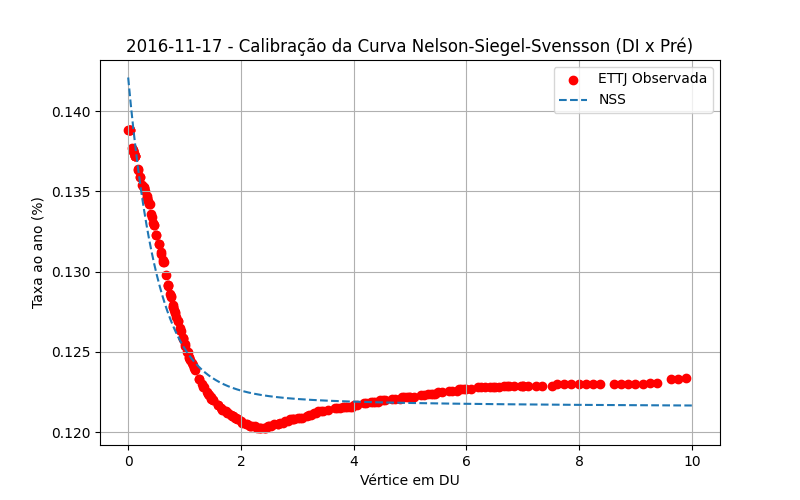 2016-11-17 - Calibração da Curva Nelson-Siegel-Svensson (DI x Pré)
ETTJ Observada
NSS
0.140
0.135
0.130
0.125
0.120
Taxa ao ano (%)
0 2 4 6 8 10
Vértice em DU